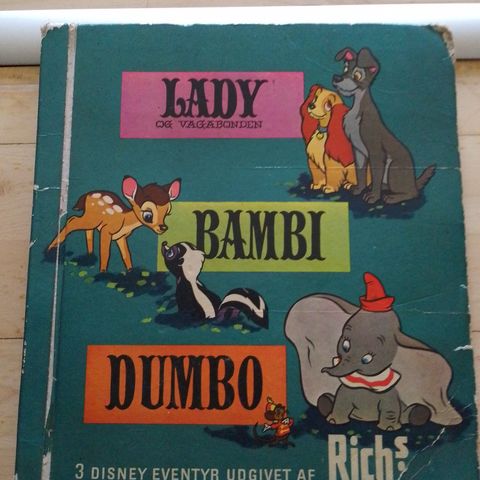 LADY
OG VAGABONDEN
BAMBI
DUMBO
3 DISNEY EVENTYR UDGIVET AF Richs